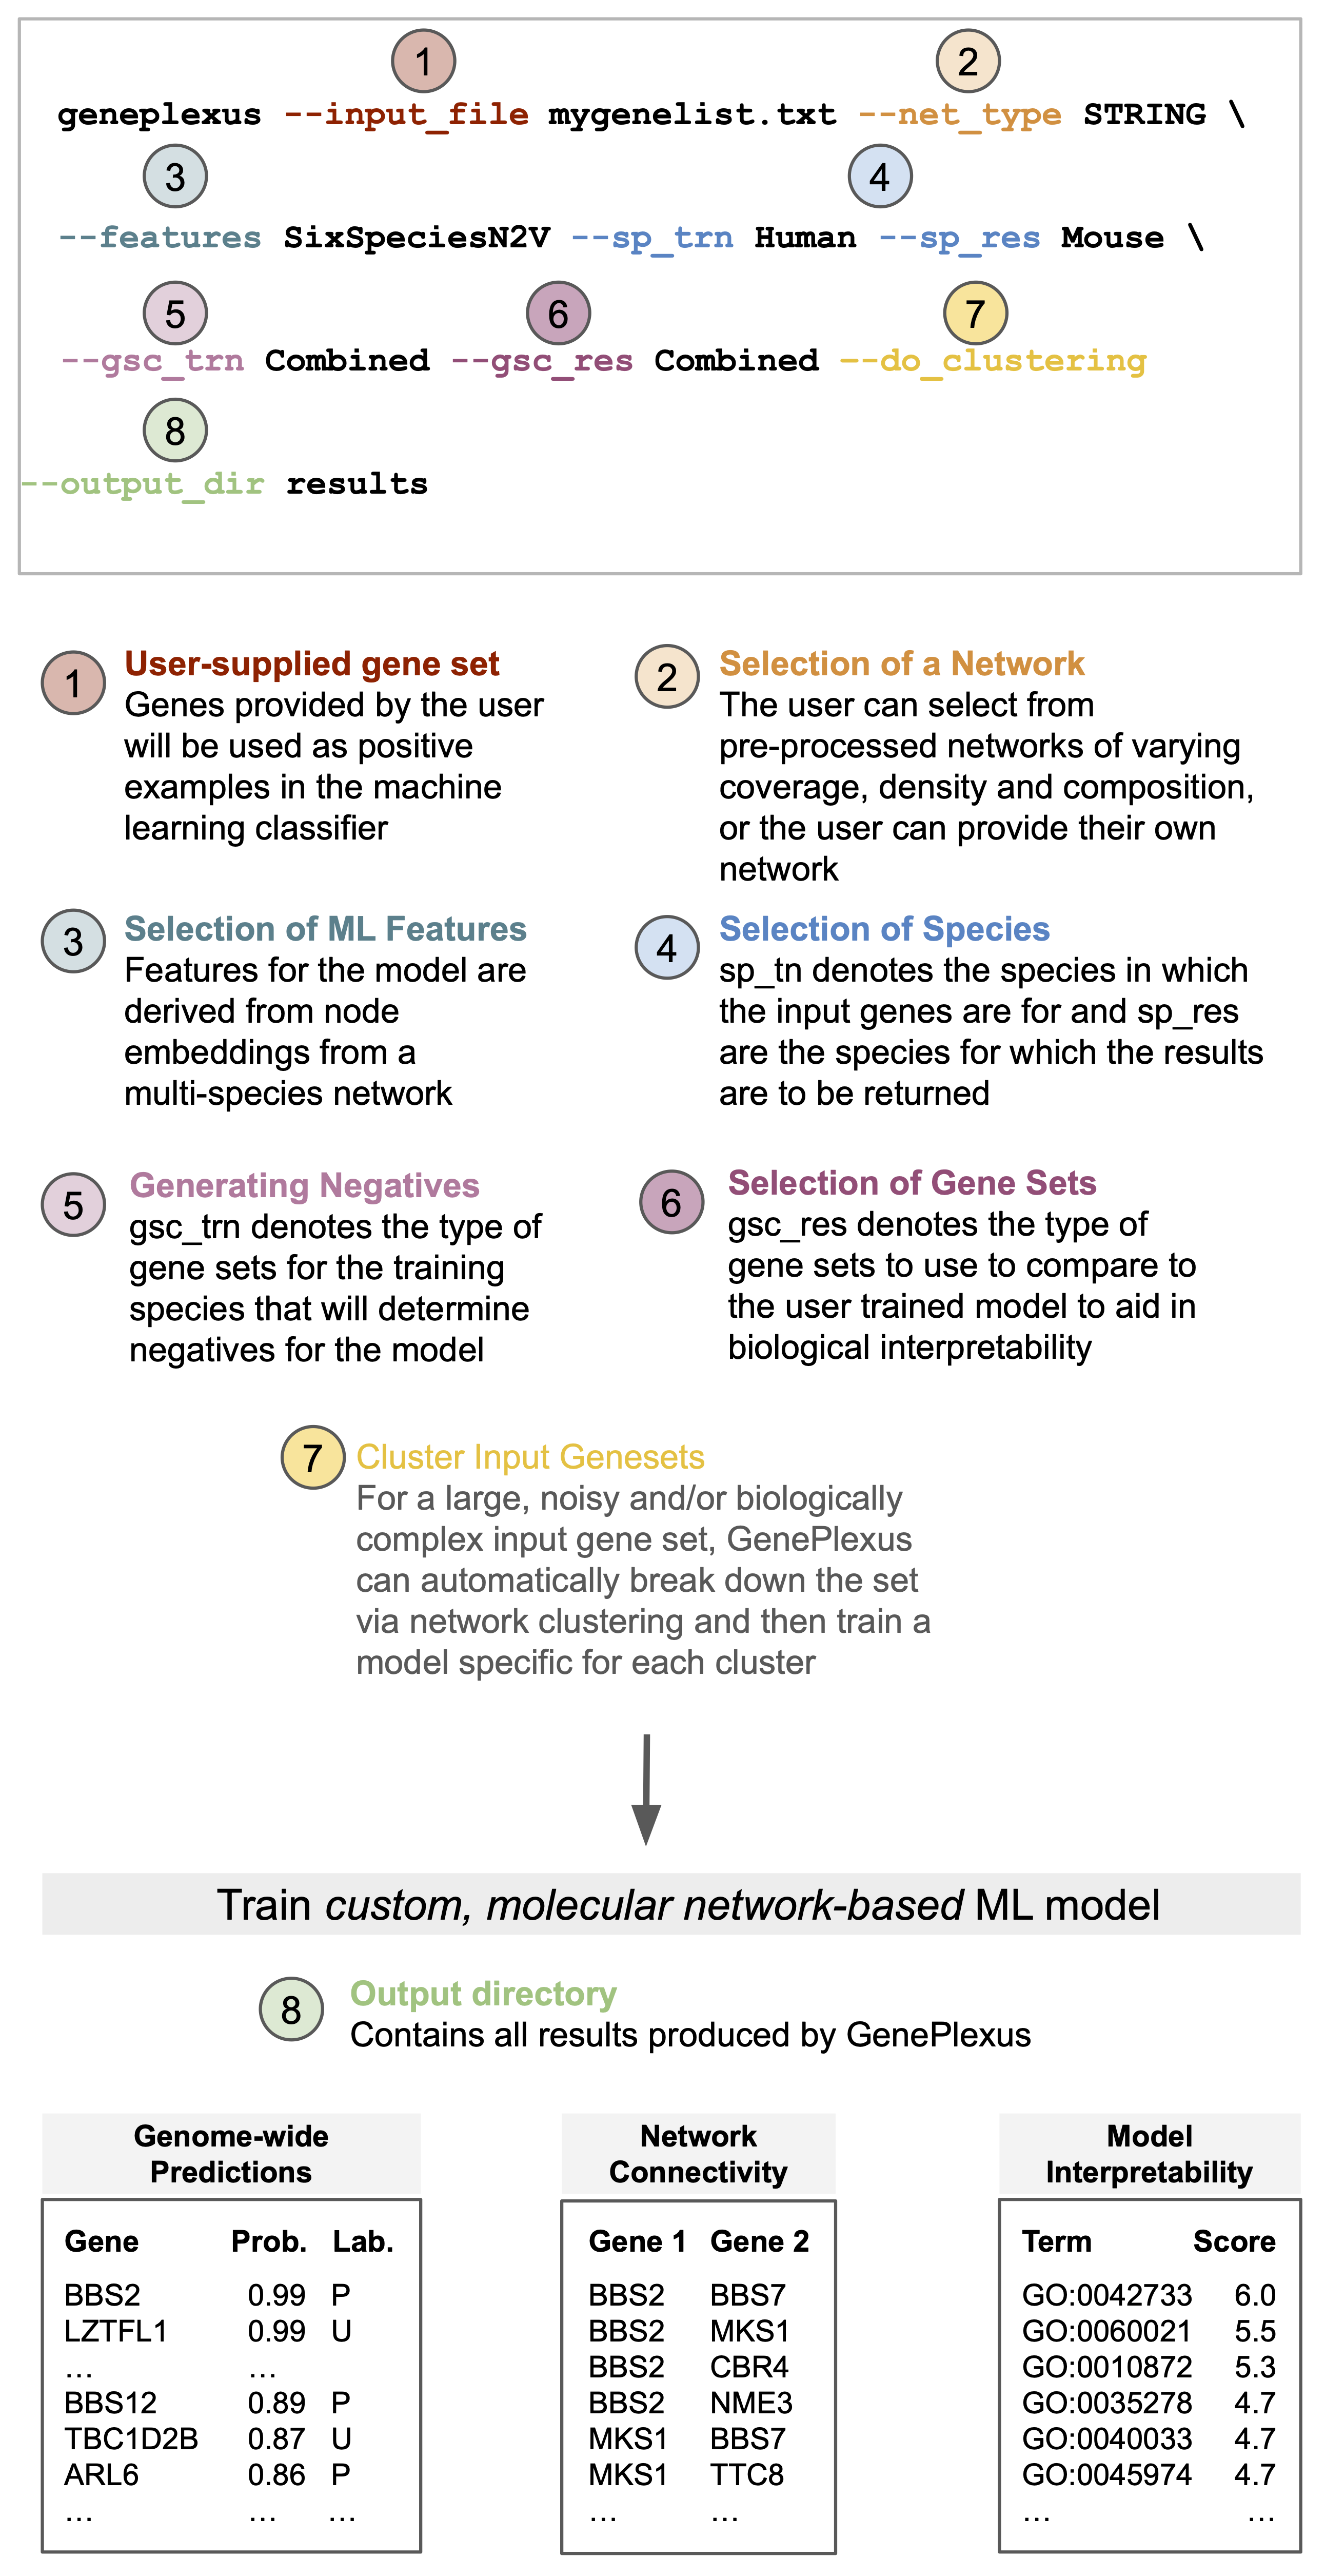 1 2
geneplexus --input_file mygenelist.txt --net_type STRING \
3 4
--features SixSpeciesN2V --sp_trn Human --sp_res Mouse \
5 6 7
--gsc_trn Combined --gsc_res Combined --do_clustering
8
--output_dir results
1
User-supplied gene set
Genes provided by the user
will be used as positive
examples in the machine
learning classifier
2
Selection of a Network
The user can select from
pre-processed networks of varying
coverage, density and composition,
or the user can provide their own
network
3
Selection of ML Features
Features for the model are
derived from node
embeddings from a
multi-species network
4
Selection of Species
sp_tn denotes the species in which
the input genes are for and sp_res
are the species for which the results
are to be returned
5
Generating Negatives
gsc_trn denotes the type of
gene sets for the training
species that will determine
negatives for the model
6
Selection of Gene Sets
gsc_res denotes the type of
gene sets to use to compare to
the user trained model to aid in
biological interpretability
7
Cluster Input Genesets
For a large, noisy and/or biologically
complex input gene set, GenePlexus
can automatically break down the set
via network clustering and then train a
model specific for each cluster
Train custom, molecular network-based ML model
8
Output directory
Contains all results produced by GenePlexus
Genome-wide
Predictions
Gene Prob. Lab.
BBS2 0.99 P
LZTFL1 0.99 U
... ...
BBS12 0.89 P
TBC1D2B 0.87 U
ARL6 0.86 P
... ... ...
Network
Connectivity
Gene 1 Gene 2
BBS2 BBS7
BBS2 MKS1
BBS2 CBR4
BBS2 NME3
MKS1 BBS7
MKS1 TTC8
... ...
Model
Interpretability
Term Score
GO:0042733 6.0
GO:0060021 5.5
GO:0010872 5.3
GO:0035278 4.7
GO:0040033 4.7
GO:0045974 4.7
... ...